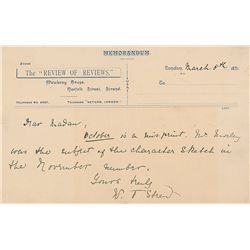 MEMORANDUM.
FROM
The "REVIEW OF REVIEWS,"
Mowbray House,
Norfolk Street, Strand.
London, March 8th 189
To
Dear Madam,
October is a misprint. Mr Morley
was the subject of the character sketch in
the November number.
Yours truly
W. T Stead